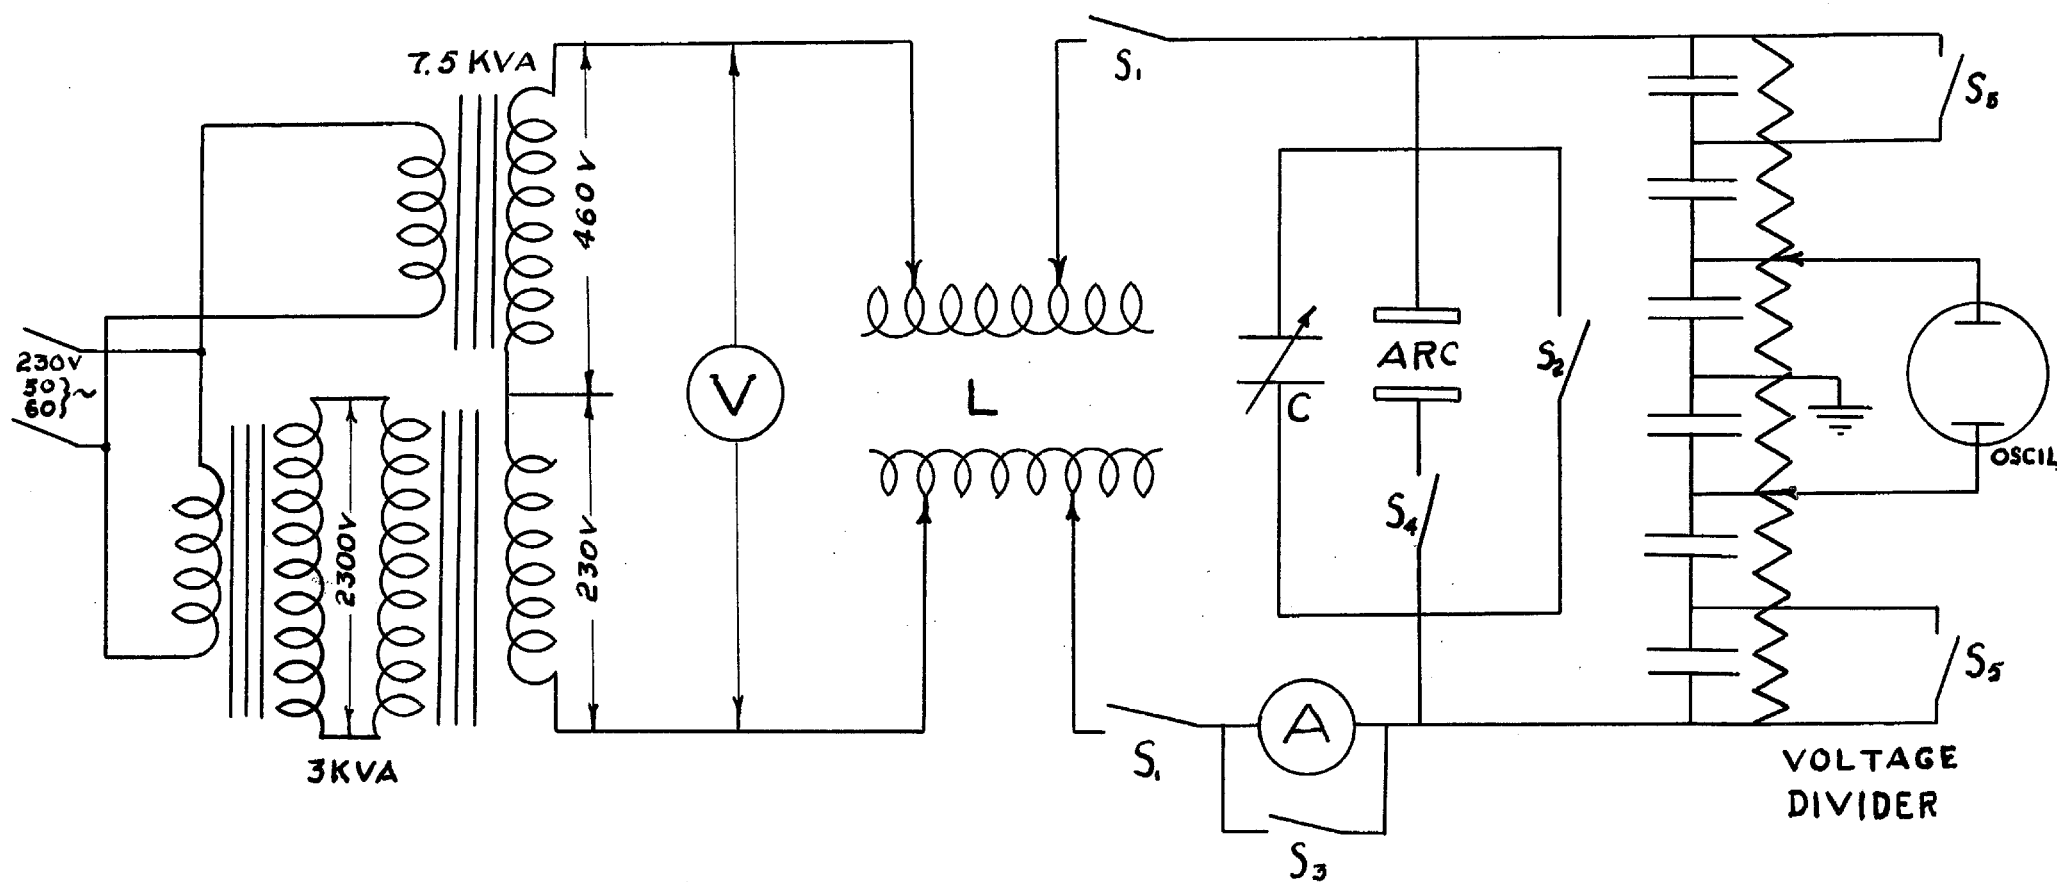 7.5 KVA
S₁
S₅
460V
230V
50}~
60}
V
L
ARC
S₂
C
OSCIL
S₄
2300V
230V
S₅
A
S₁
3KVA
S₃
VOLTAGE
DIVIDER